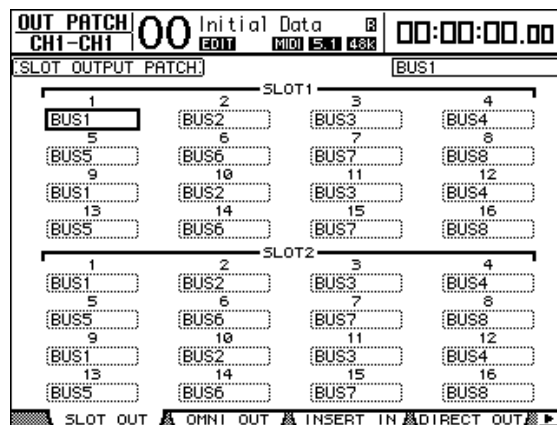 OUT PATCH 00 Initial Data R 00:00:00.00
CH1-CH1 EDIT MIDI 5.1 48k
SLOT OUTPUT PATCH BUS1
SLOT1
1 2 3 4
BUS1 BUS2 BUS3 BUS4
5 6 7 8
BUS5 BUS6 BUS7 BUS8
9 10 11 12
BUS1 BUS2 BUS3 BUS4
13 14 15 16
BUS5 BUS6 BUS7 BUS8
SLOT2
1 2 3 4
BUS1 BUS2 BUS3 BUS4
5 6 7 8
BUS5 BUS6 BUS7 BUS8
9 10 11 12
BUS1 BUS2 BUS3 BUS4
13 14 15 16
BUS5 BUS6 BUS7 BUS8
SLOT OUT OMNI OUT INSERT IN DIRECT OUT